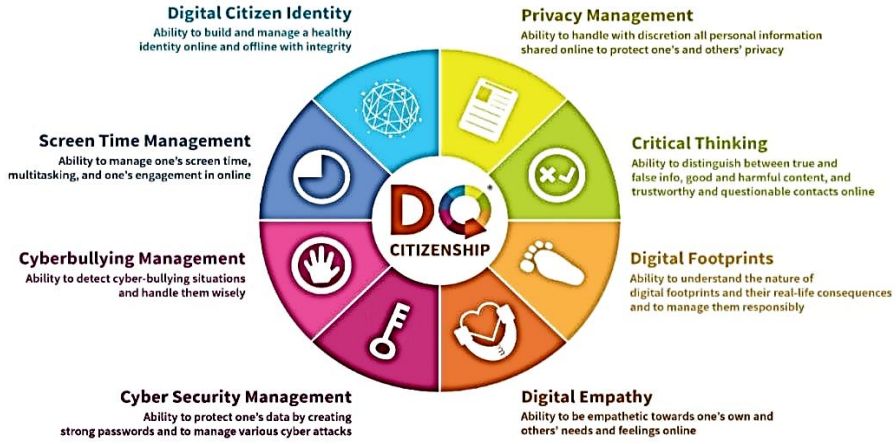 Digital Citizen Identity
Ability to build and manage a healthy
identity online and offline with integrity
Privacy Management
Ability to handle with discretion all personal information
shared online to protect one's and others' privacy
Screen Time Management
Ability to manage one's screen time,
multitasking, and one's engagement in online
Critical Thinking
Ability to distinguish between true and
false info, good and harmful content, and
trustworthy and questionable contacts online
DQ
CITIZENSHIP
Cyberbullying Management
Ability to detect cyber-bullying situations
and handle them wisely
Digital Footprints
Ability to understand the nature of
digital footprints and their real-life consequences
and to manage them responsibly
Cyber Security Management
Ability to protect one's data by creating
strong passwords and to manage various cyber attacks
Digital Empathy
Ability to be empathetic towards one's own and
others' needs and feelings online